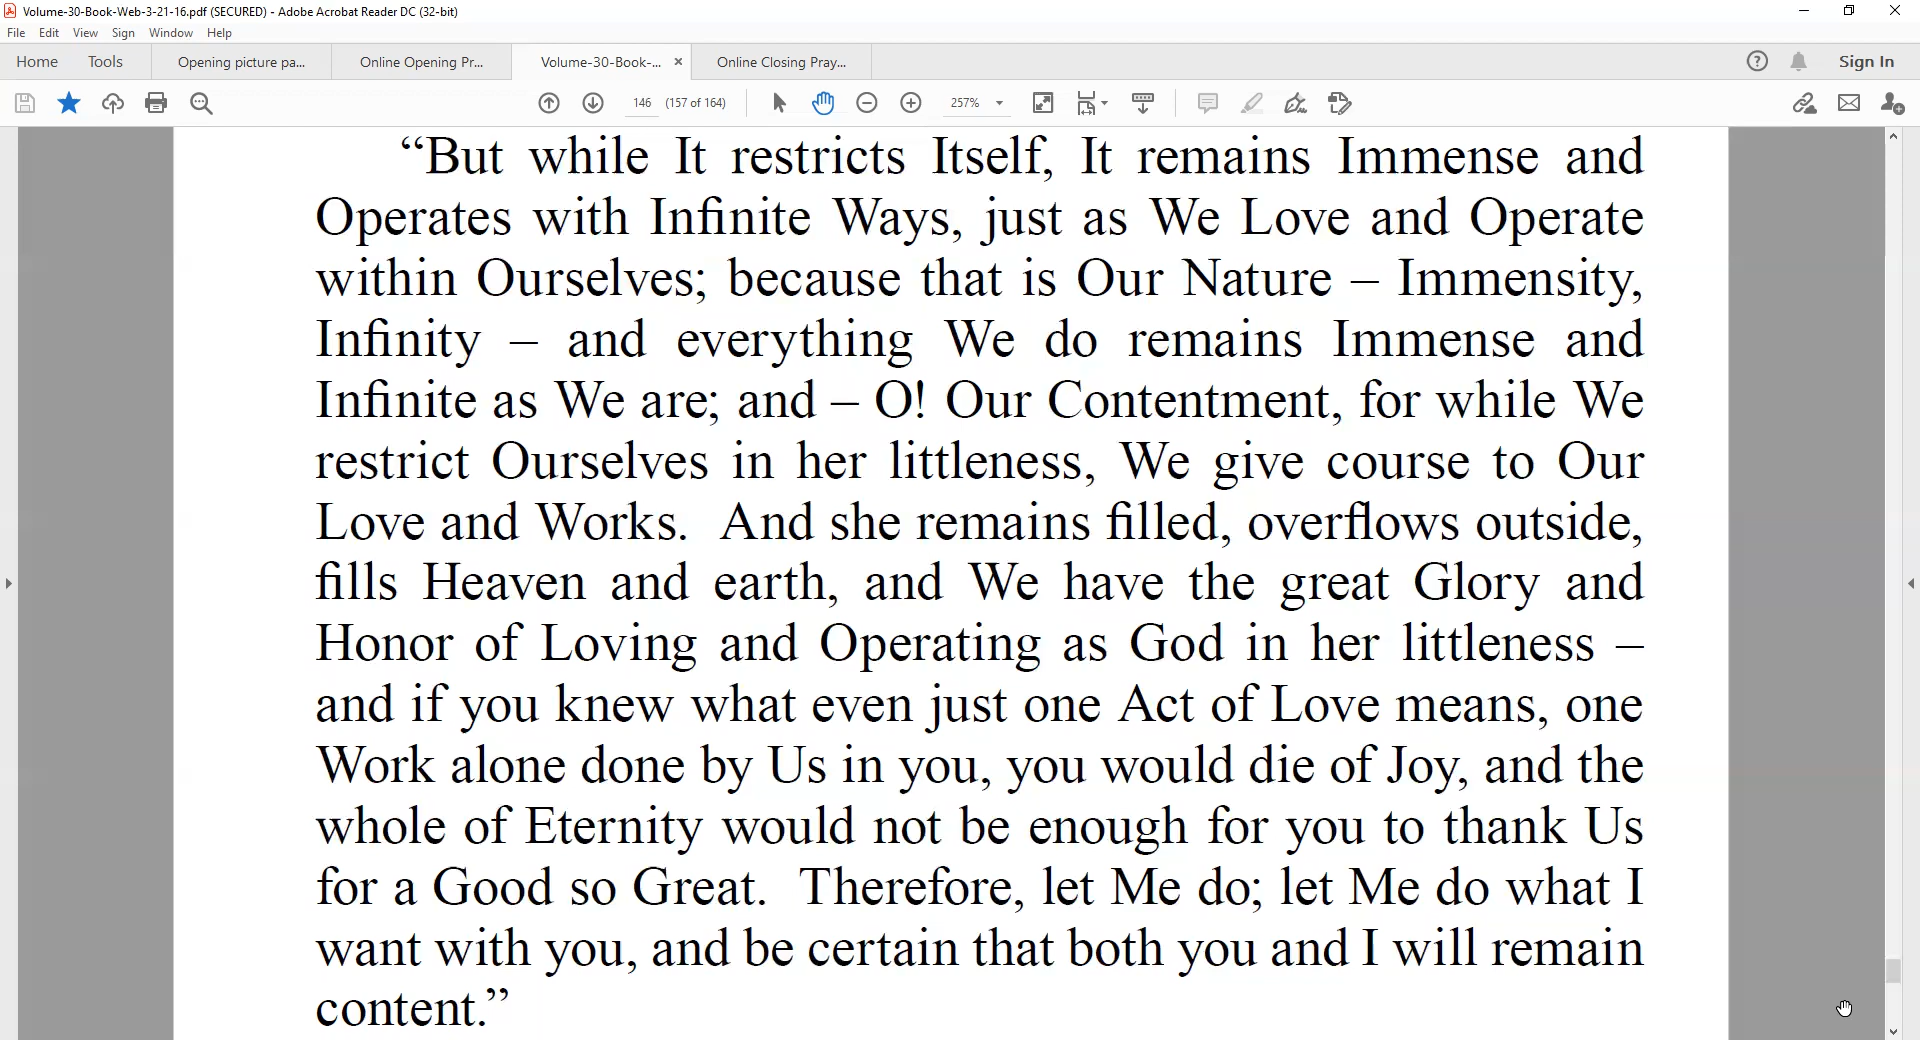 Volume-30-Book-Web-3-21-16.pdf (SECURED) - Adobe Acrobat Reader DC (32-bit)
File Edit View Sign Window Help
Home Tools Opening picture pa... Online Opening Pr... Volume-30-Book-... × Online Closing Pray... Sign In
146 (157 of 164) 257%
“But while It restricts Itself, It remains Immense and
Operates with Infinite Ways, just as We Love and Operate
within Ourselves; because that is Our Nature – Immensity,
Infinity – and everything We do remains Immense and
Infinite as We are; and – O! Our Contentment, for while We
restrict Ourselves in her littleness, We give course to Our
Love and Works.  And she remains filled, overflows outside,
fills Heaven and earth, and We have the great Glory and
Honor of Loving and Operating as God in her littleness –
and if you knew what even just one Act of Love means, one
Work alone done by Us in you, you would die of Joy, and the
whole of Eternity would not be enough for you to thank Us
for a Good so Great.  Therefore, let Me do; let Me do what I
want with you, and be certain that both you and I will remain
content.”